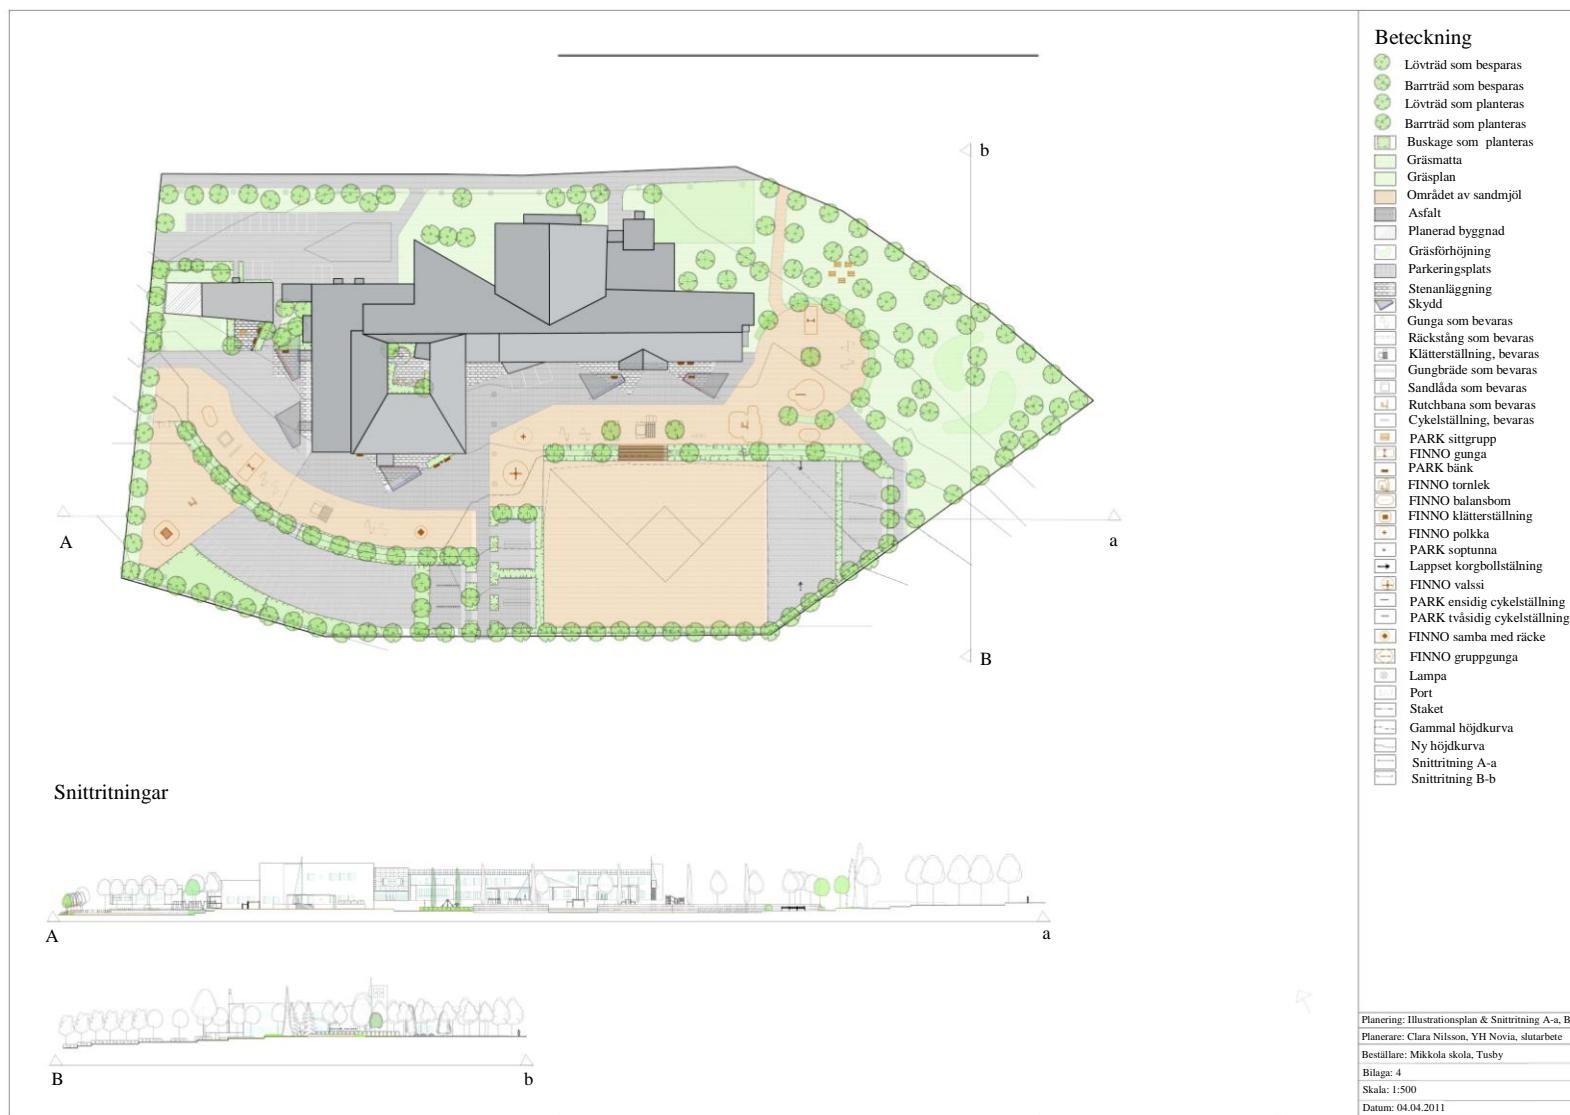 b
A
a
B
Snittritningar
A
a
B
b
Beteckning
Lövträd som besparas
Barrträd som besparas
Lövträd som planteras
Barrträd som planteras
Buskage som planteras
Gräsmatta
Gräsplan
Området av sandmjöl
Asfalt
Planerad byggnad
Gräsförhöjning
Parkeringsplats
Stenanläggning
Skydd
Gunga som bevaras
Räckstång som bevaras
Klätterställning, bevaras
Gungbräde som bevaras
Sandlåda som bevaras
Rutchbana som bevaras
Cykelställning, bevaras
PARK sittgrupp
FINNO gunga
PARK bänk
FINNO tornlek
FINNO balansbom
FINNO klätterställning
FINNO polkka
PARK soptunna
Lappset korgbollstälning
FINNO valssi
PARK ensidig cykelställning
PARK tvåsidig cykelställning
FINNO samba med räcke
FINNO gruppgunga
Lampa
Port
Staket
Gammal höjdkurva
Ny höjdkurva
Snittritning A-a
Snittritning B-b
Planering: Illustrationsplan & Snittritning A-a, B
Planerare: Clara Nilsson, YH Novia, slutarbete
Beställare: Mikkola skola, Tusby
Bilaga: 4
Skala: 1:500
Datum: 04.04.2011